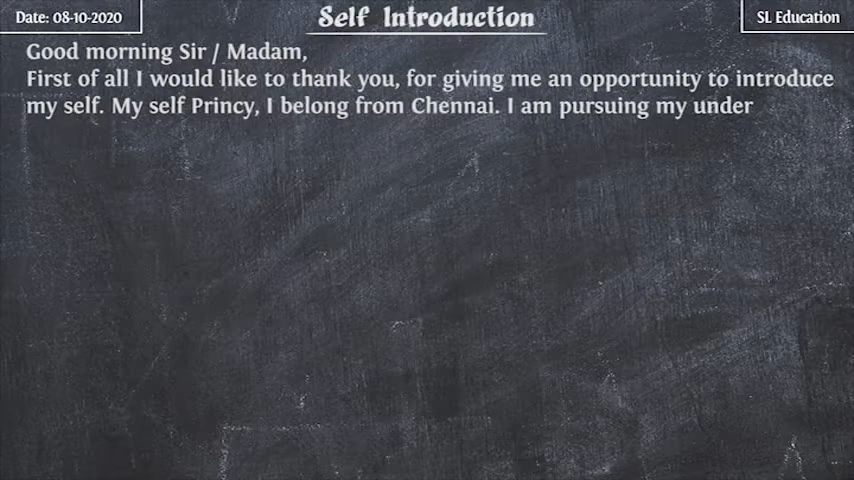 Date: 08-10-2020
Self Introduction
SL Education
Good morning Sir / Madam,
First of all I would like to thank you, for giving me an opportunity to introduce
my self. My self Princy, I belong from Chennai. I am pursuing my under